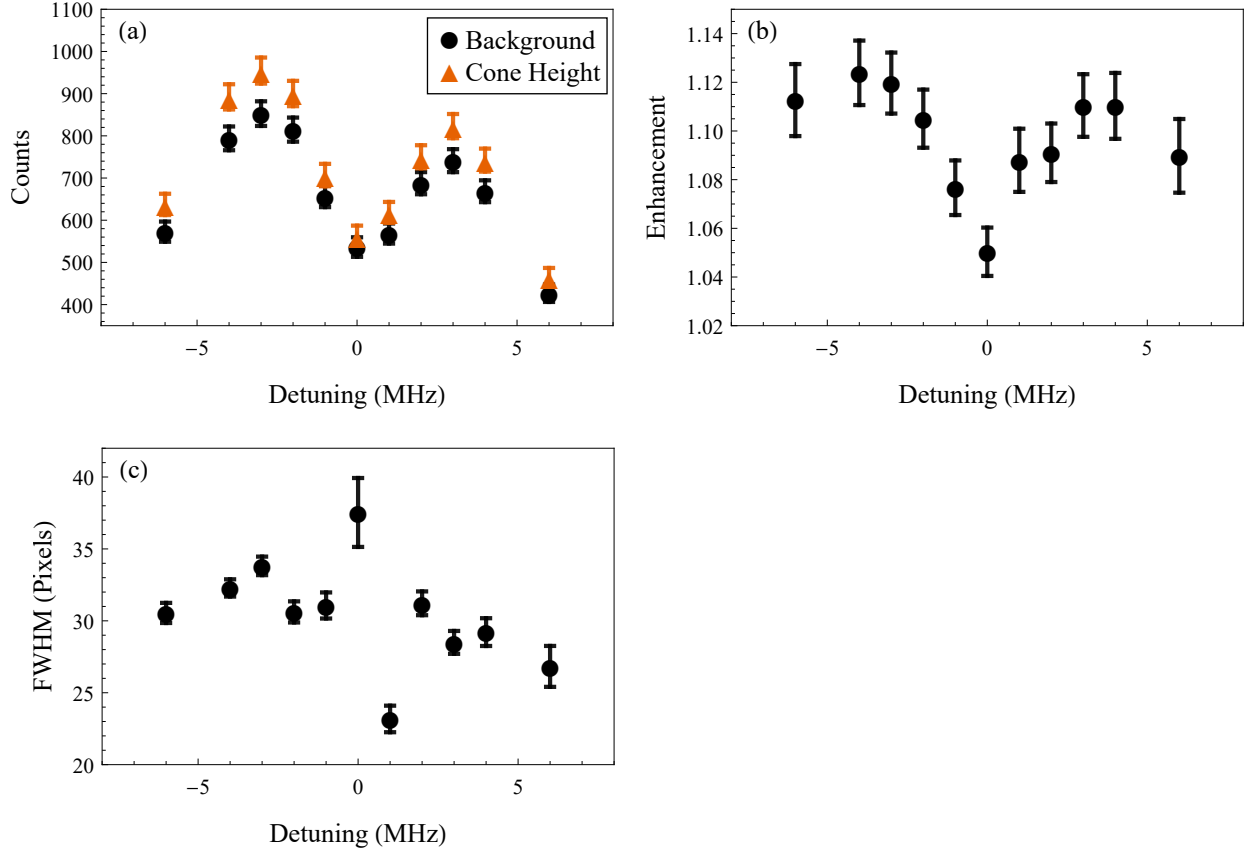 (a)
Background
Cone Height
1100
1000
900
800
700
600
500
400
Counts
−5
0
5
Detuning (MHz)
(b)
1.14
1.12
1.10
1.08
1.06
1.04
1.02
Enhancement
−5
0
5
Detuning (MHz)
(c)
40
35
30
25
20
FWHM (Pixels)
−5
0
5
Detuning (MHz)